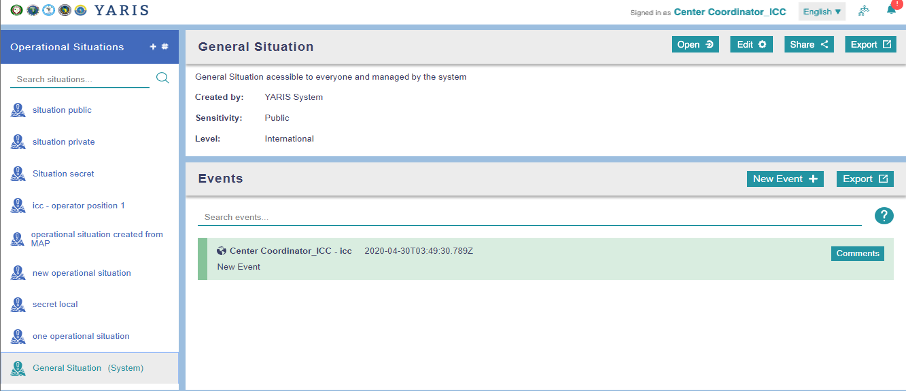 YARIS
Signed in as Center Coordinator_ICC
English ▼
!
Operational Situations + #
General Situation
Open
Edit
Share
Export
Search situations...
General Situation acessible to everyone and managed by the system
Created by: YARIS System
Sensitivity: Public
Level: International
situation public
situation private
Situation secret
icc - operator position 1
operational situation created from
MAP
new operational situation
secret local
one operational situation
General Situation (System)
Events
New Event +
Export
Search events...
?
Center Coordinator_ICC - icc 2020-04-30T03:49:30.789Z
Comments
New Event